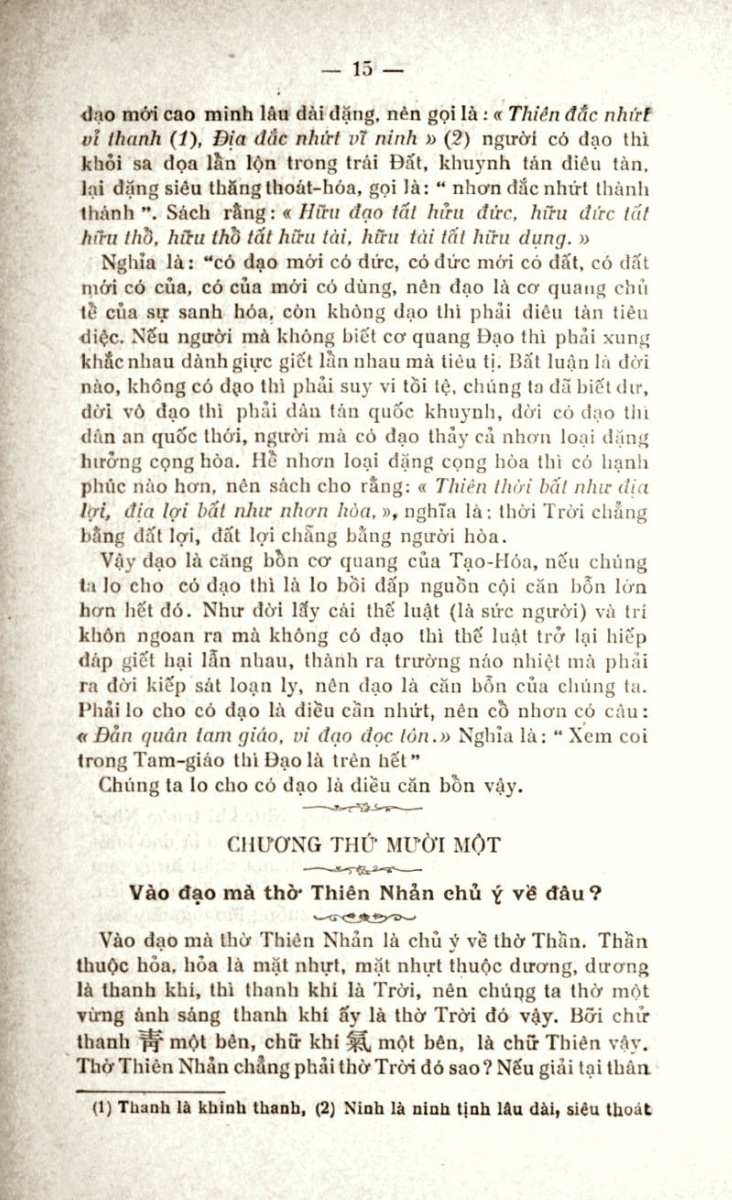 — 15 —
đạo mới cao minh lâu dài đặng, nên gọi là : « Thiên đắc nhứt
vỉ thanh (1), Địa đắc nhứt vĩ ninh » (2) người có đạo thì
khỏi sa đọa lẫn lộn trong trái Đất, khuynh tán điêu tàn,
lại đặng siêu thăng thoát-hóa, gọi là: “ nhơn đắc nhứt thành
thánh ”. Sách rằng : « Hữu đạo tất hửu đức, hữu đức tất
hữu thổ, hữu thổ tất hữu tài, hữu tài tất hữu dụng. »
Nghĩa là : “có đạo mới có đức, có đức mới có đất, có đất
mới có của, có của mới có dùng, nên đạo là cơ quang chủ
tể của sự sanh hóa, còn không đạo thì phải điêu tàn tiêu
diệc. Nếu người mà không biết cơ quang Đạo thì phải xung
khắc nhau dành giực giết lẫn nhau mà tiêu tị. Bất luận là đời
nào, không có đạo thì phải suy vi tồi tệ, chúng ta đã biết dư,
đời vô đạo thì phải dân tán quốc khuynh, đời có đạo thì
dân an quốc thới, người mà có đạo thảy cả nhơn loại đặng
hưởng cọng hòa. Hể nhơn loại đặng cọng hòa thì có hạnh
phúc nào hơn, nên sách cho rằng: « Thiên thời bất như địa
lợi, địa lợi bất như nhơn hòa, », nghĩa là : thời Trời chẳng
bằng đất lợi, đất lợi chẵng bằng người hòa.
Vậy đạo là căng bổn cơ quang của Tạo-Hóa, nếu chúng
ta lo cho có đạo thì là lo bồi đấp nguồn cội căn bỗn lớn
hơn hết đó. Như đời lấy cái thế luật (là sức người) và trí
khôn ngoan ra mà không có đạo thì thế luật trở lại hiếp
đáp giết hại lẫn nhau, thành ra trường náo nhiệt mà phải
ra đời kiếp sát loạn ly, nên đạo là căn bỗn của chúng ta.
Phải lo cho có đạo là điều cần nhứt, nên cổ nhơn có câu :
« Đản quân tam giáo, vi đạo đọc tôn.» Nghĩa là : “ Xem coi
trong Tam-giáo thì Đạo là trên hết”
Chúng ta lo cho có đạo là điều căn bổn vậy.
CHƯƠNG THỨ MƯỜI MỘT
Vào đạo mà thờ Thiên Nhản chủ ý về đâu ?
Vào đạo mà thờ Thiên Nhản là chủ ý về thờ Thần. Thần
thuộc hỏa, hỏa là mặt nhựt, mặt nhựt thuộc dương, dương
là thanh khí, thì thanh khí là Trời, nên chúng ta thờ một
vừng ánh sáng thanh khí ấy là thờ Trời đó vậy. Bỡi chử
thanh 青 một bên, chữ khí 氣 một bên, là chữ Thiên vậy.
Thờ Thiên Nhản chẳng phải thờ Trời đó sao ? Nếu giải tại thân
(1) Thanh là khinh thanh, (2) Ninh là ninh tịnh lâu dài, siêu thoát